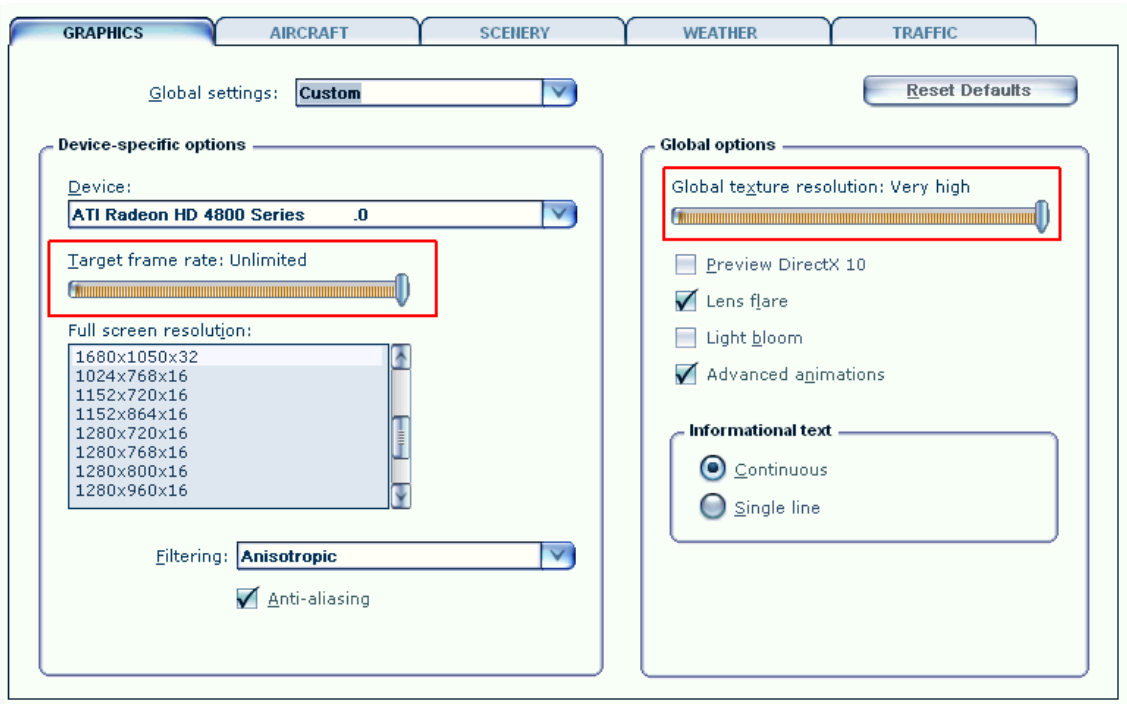 GRAPHICS AIRCRAFT SCENERY WEATHER TRAFFIC
Global settings: Custom
Reset Defaults
Device-specific options
Device:
ATI Radeon HD 4800 Series .0
Target frame rate: Unlimited
Full screen resolution:
1680x1050x32
1024x768x16
1152x720x16
1152x864x16
1280x720x16
1280x768x16
1280x800x16
1280x960x16
Filtering: Anisotropic
Anti-aliasing
Global options
Global texture resolution: Very high
Preview DirectX 10
Lens flare
Light bloom
Advanced animations
Informational text
Continuous
Single line